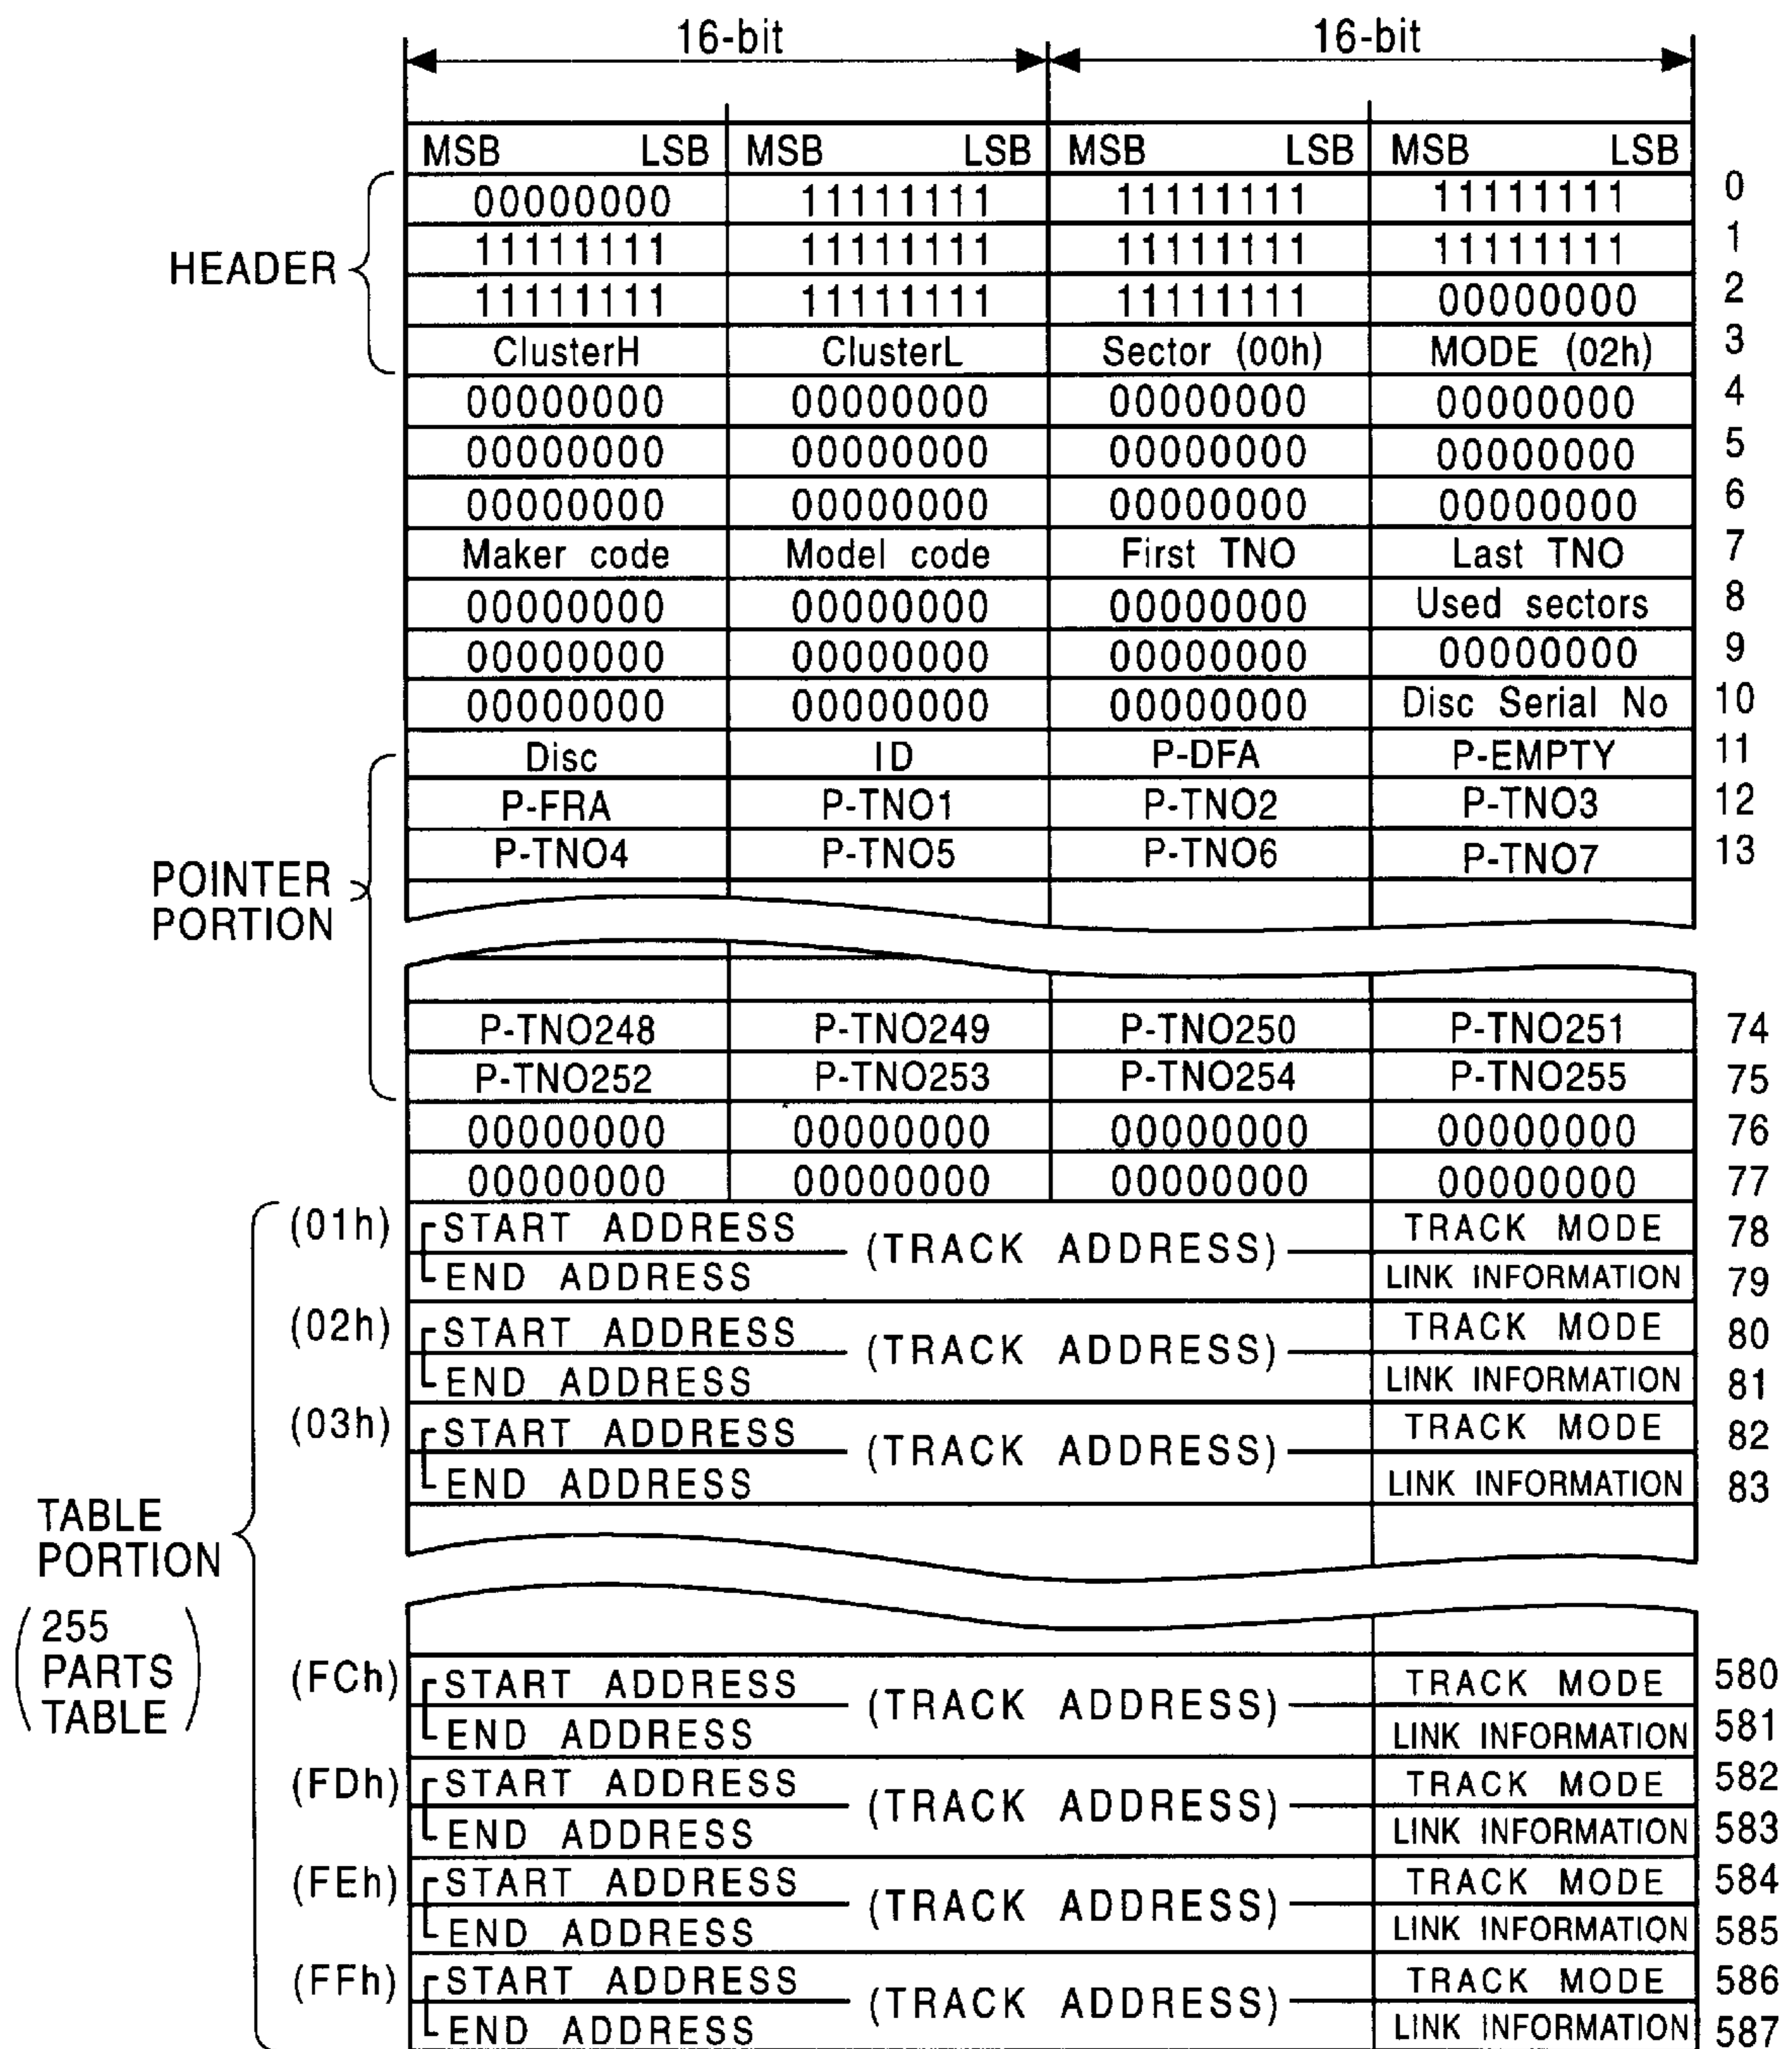 16-bit 16-bit
MSB LSB MSB LSB MSB LSB MSB LSB
HEADER
00000000 11111111 11111111 11111111 0
11111111 11111111 11111111 11111111 1
11111111 11111111 11111111 00000000 2
ClusterH ClusterL Sector (00h) MODE (02h) 3
00000000 00000000 00000000 00000000 4
00000000 00000000 00000000 00000000 5
00000000 00000000 00000000 00000000 6
Maker code Model code First TNO Last TNO 7
00000000 00000000 00000000 Used sectors 8
00000000 00000000 00000000 00000000 9
00000000 00000000 00000000 Disc Serial No 10
POINTER
PORTION
Disc ID P-DFA P-EMPTY 11
P-FRA P-TNO1 P-TNO2 P-TNO3 12
P-TNO4 P-TNO5 P-TNO6 P-TNO7 13
P-TNO248 P-TNO249 P-TNO250 P-TNO251 74
P-TNO252 P-TNO253 P-TNO254 P-TNO255 75
00000000 00000000 00000000 00000000 76
00000000 00000000 00000000 00000000 77
TABLE
PORTION
(255
PARTS
TABLE)
(01h) START ADDRESS (TRACK ADDRESS) TRACK MODE 78
END ADDRESS LINK INFORMATION 79
(02h) START ADDRESS (TRACK ADDRESS) TRACK MODE 80
END ADDRESS LINK INFORMATION 81
(03h) START ADDRESS (TRACK ADDRESS) TRACK MODE 82
END ADDRESS LINK INFORMATION 83
(FCh) START ADDRESS (TRACK ADDRESS) TRACK MODE 580
END ADDRESS LINK INFORMATION 581
(FDh) START ADDRESS (TRACK ADDRESS) TRACK MODE 582
END ADDRESS LINK INFORMATION 583
(FEh) START ADDRESS (TRACK ADDRESS) TRACK MODE 584
END ADDRESS LINK INFORMATION 585
(FFh) START ADDRESS (TRACK ADDRESS) TRACK MODE 586
END ADDRESS LINK INFORMATION 587